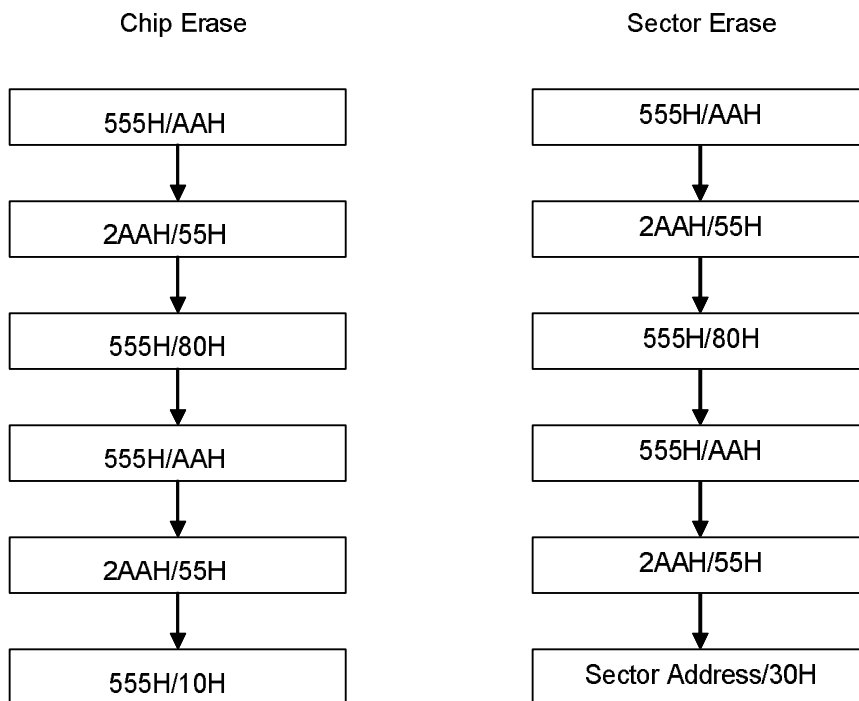 Chip Erase
555H/AAH
2AAH/55H
555H/80H
555H/AAH
2AAH/55H
555H/10H
Sector Erase
555H/AAH
2AAH/55H
555H/80H
555H/AAH
2AAH/55H
Sector Address/30H